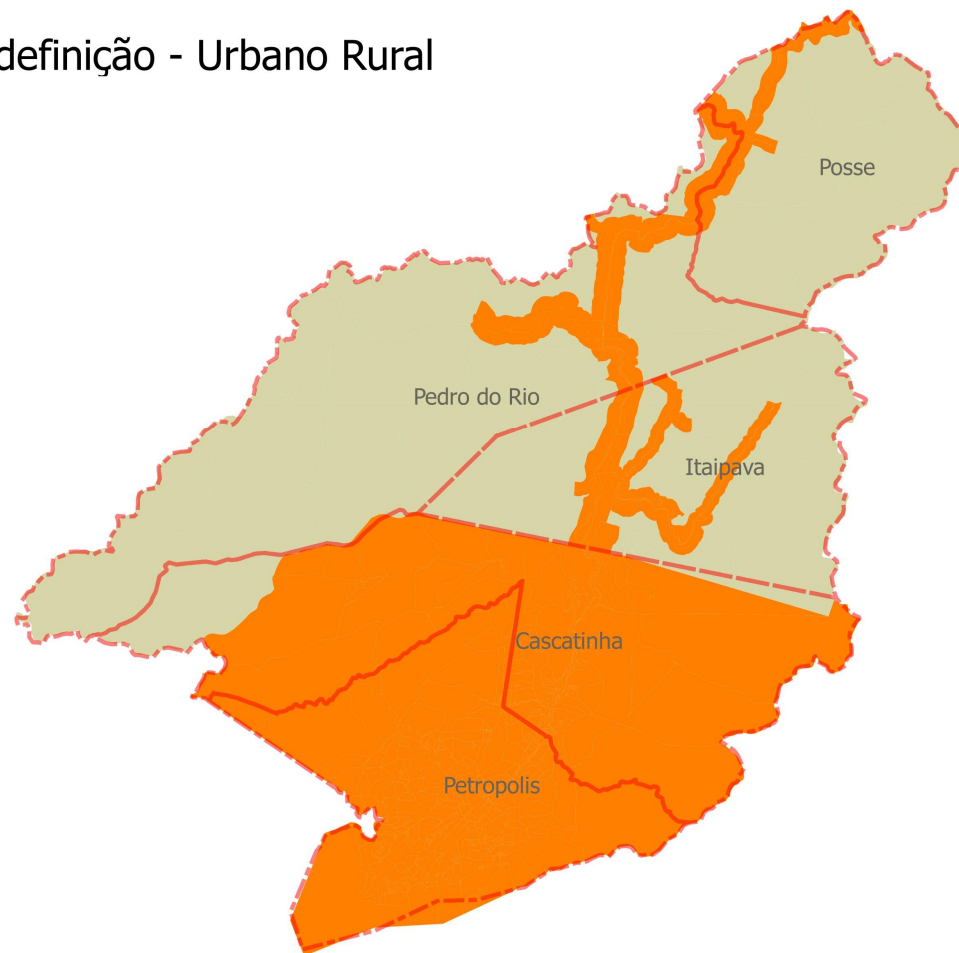 definição - Urbano Rural
Posse
Pedro do Rio
Itaipava
Cascatinha
Petropolis